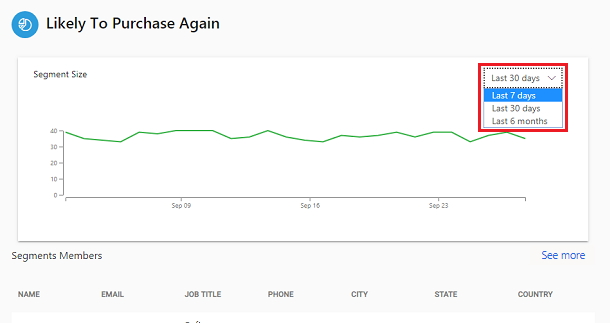 Likely To Purchase Again
Segment Size
Last 30 days
Last 7 days
Last 30 days
Last 6 months
40
30
20
10
0
Sep 09 Sep 16 Sep 23
Segments Members See more
NAME EMAIL JOB TITLE PHONE CITY STATE COUNTRY